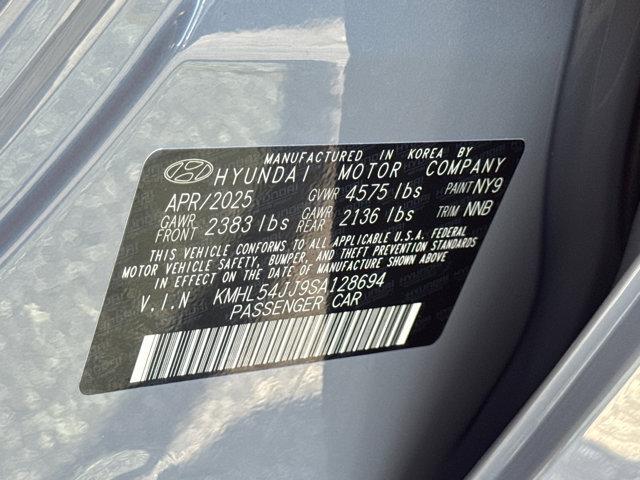 MANUFACTURED IN KOREA BY
HYUNDAI MOTOR COMPANY
APR/2025 GVWR 4575 lbs PAINT NY9
GAWR FRONT 2383 lbs GAWR REAR 2136 lbs TRIM NNB
THIS VEHICLE CONFORMS TO ALL APPLICABLE U.S.A. FEDERAL
MOTOR VEHICLE SAFETY, BUMPER, AND THEFT PREVENTION STANDARDS
IN EFFECT ON THE DATE OF MANUFACTURE SHOWN ABOVE.
V.I.N KMHL54JJ9SA128694
PASSENGER CAR